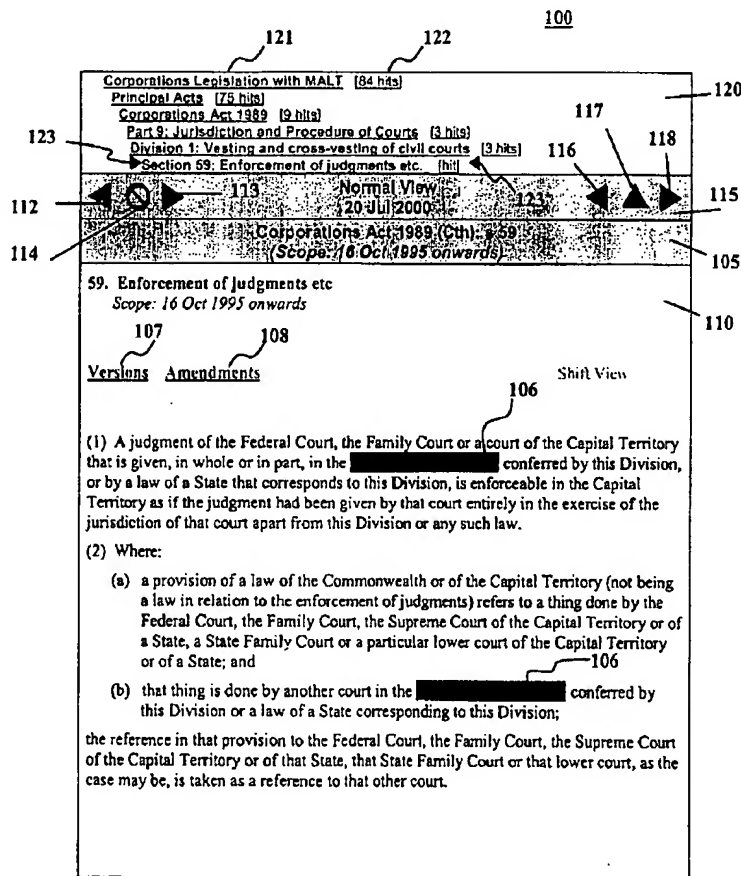 100
121 122
Corporations Legislation with MALT [84 hits]
120
Principal Acts [75 hits]
117
Corporations Act 1989 [9 hits]
123 Part 9: Jurisdiction and Procedure of Courts [3 hits] 116 118
Division 1: Vesting and cross-vesting of civil courts [3 hits]
Section 59: Enforcement of judgments etc. [hit]
112 113 Normal View 123
20 Jul 2000 115
114 Corporations Act 1989 (Cth), s 59
(Scope: 16 Oct 1995 onwards) 105
59. Enforcement of judgments etc
Scope: 16 Oct 1995 onwards
110
107 108
Versions Amendments Shift View
106
(1) A judgment of the Federal Court, the Family Court or a court of the Capital Territory
that is given, in whole or in part, in the conferred by this Division,
or by a law of a State that corresponds to this Division, is enforceable in the Capital
Territory as if the judgment had been given by that court entirely in the exercise of the
jurisdiction of that court apart from this Division or any such law.
(2) Where:
(a) a provision of a law of the Commonwealth or of the Capital Territory (not being
a law in relation to the enforcement of judgments) refers to a thing done by the
Federal Court, the Family Court, the Supreme Court of the Capital Territory or of
a State, a State Family Court or a particular lower court of the Capital Territory
or of a State; and
106
(b) that thing is done by another court in the conferred by
this Division or a law of a State corresponding to this Division;
the reference in that provision to the Federal Court, the Family Court, the Supreme Court
of the Capital Territory or of that State, that State Family Court or that lower court, as the
case may be, is taken as a reference to that other court.